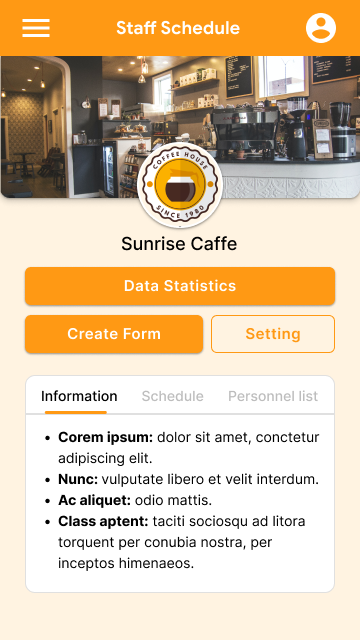 Staff Schedule
COFFEE HOUSE
SINCE 1980
Sunrise Caffe
Data Statistics
Create Form
Setting
Information
Schedule
Personnel list
• Corem ipsum: dolor sit amet, conctetur
adipiscing elit.
• Nunc: vulputate libero et velit interdum.
• Ac aliquet: odio mattis.
• Class aptent: taciti sociosqu ad litora
torquent per conubia nostra, per
inceptos himenaeos.